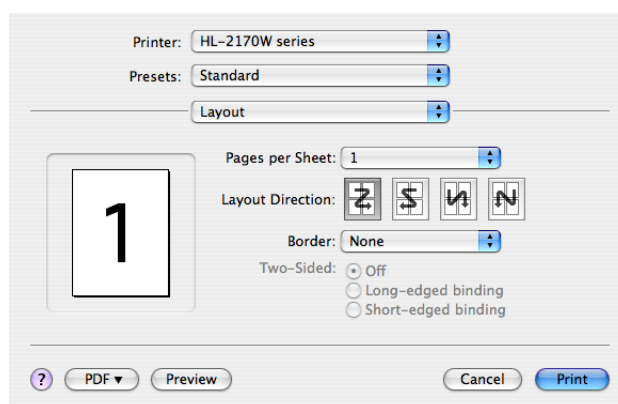 Printer: HL-2170W series
Presets: Standard
Layout
Pages per Sheet: 1
Layout Direction:
Border: None
Two-Sided: Off
Long-edged binding
Short-edged binding
1
? PDF▼ Preview Cancel Print